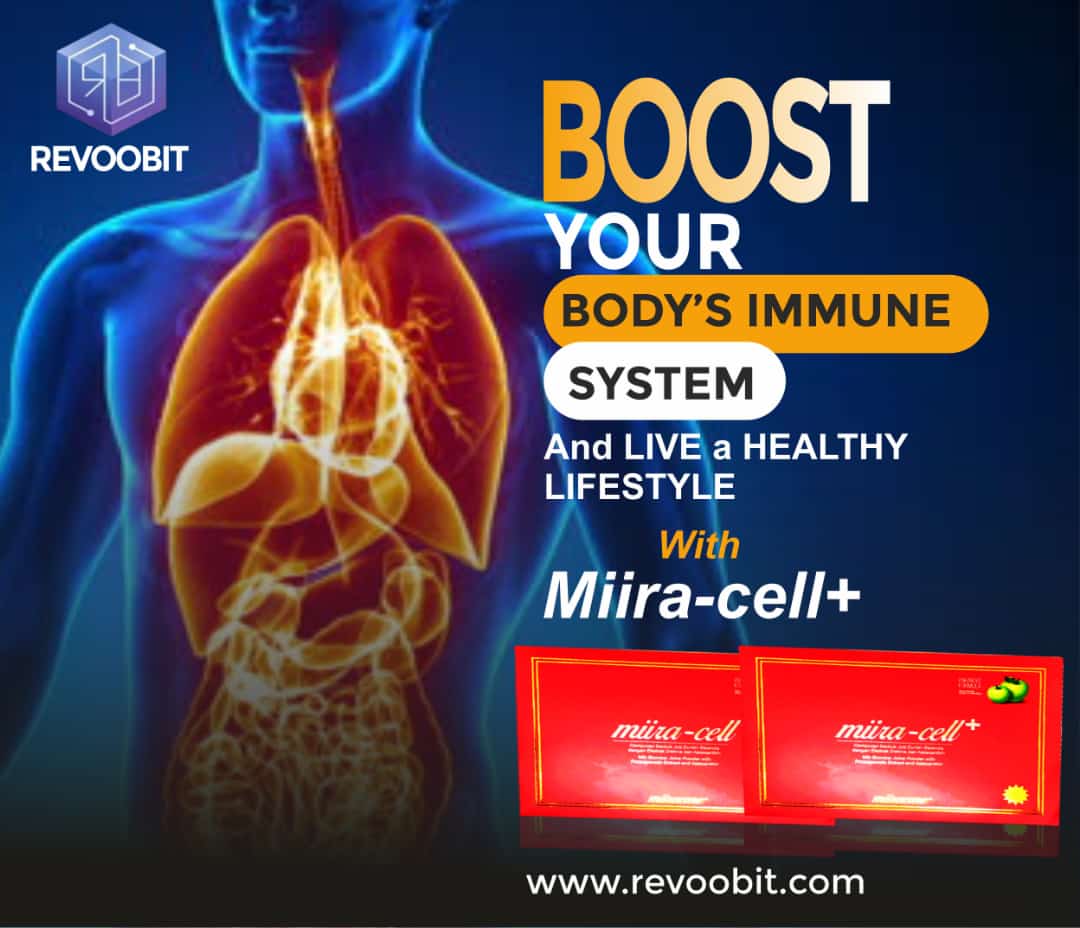 REVOOBIT
BOOST
YOUR
BODY'S IMMUNE
SYSTEM
And LIVE a HEALTHY
LIFESTYLE
With
Miira-cell+
miira-cell
miira-cell+
www.revoobit.com